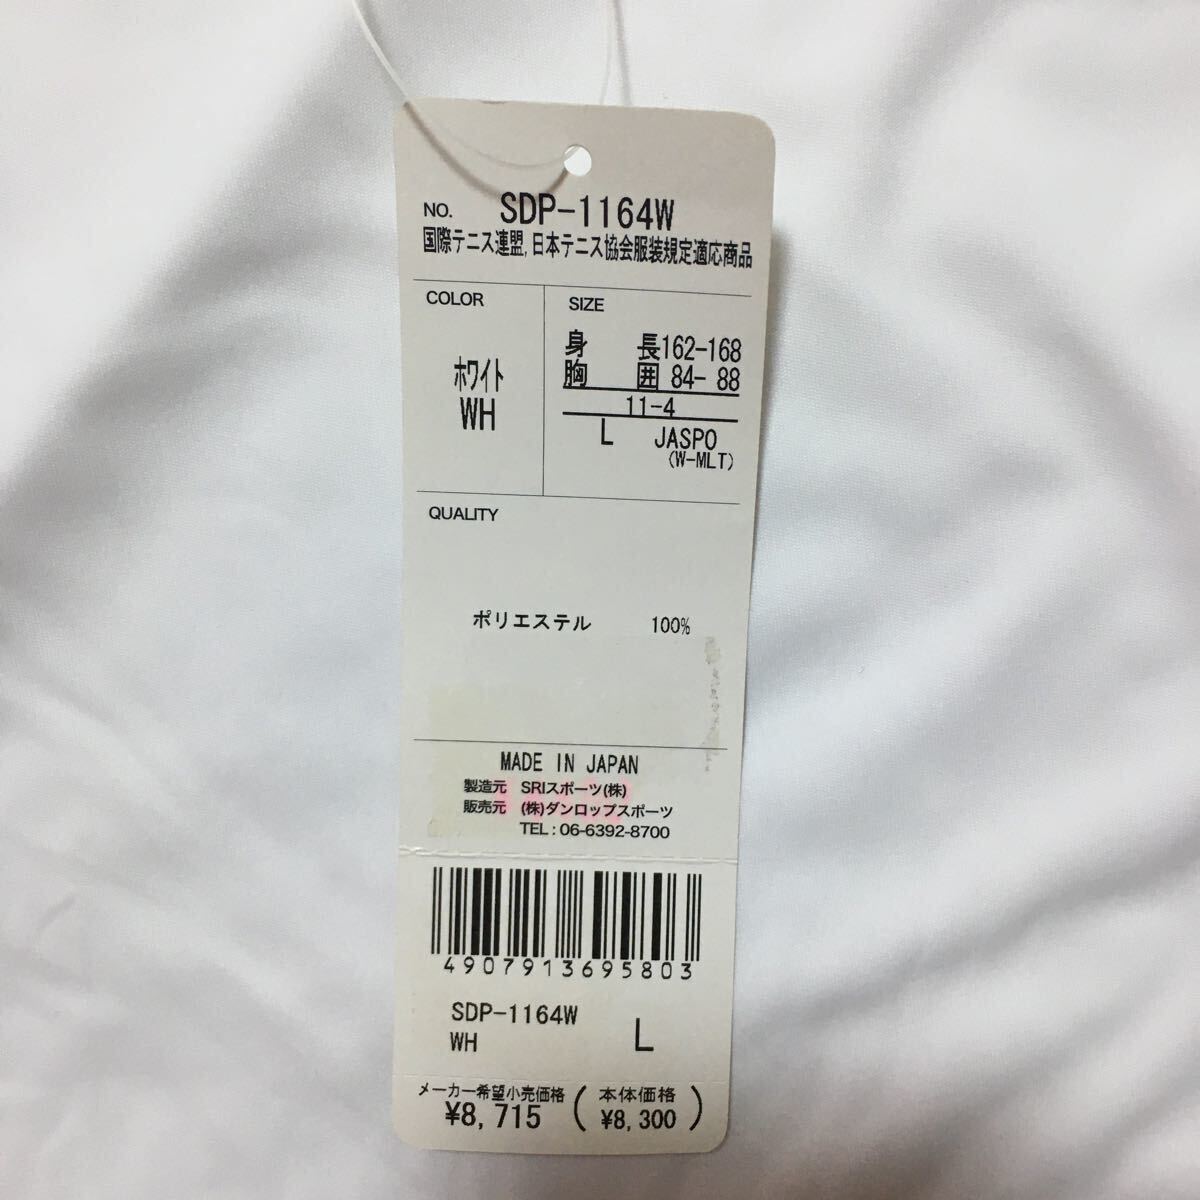 NO. SDP-1164W
国際テニス連盟,日本テニス協会服装規定適応商品
COLOR
ホワイト
WH
SIZE
身 長162-168
胸 囲 84- 88
11-4
L JASPO
(W-MLT)
QUALITY
ポリエステル 100%
MADE IN JAPAN
製造元 SRIスポーツ(株)
販売元 (株)ダンロップスポーツ
TEL:06-6392-8700
4907913695803
SDP-1164W
WH L
メーカー希望小売価格 (本体価格
¥8,715 ¥8,300)